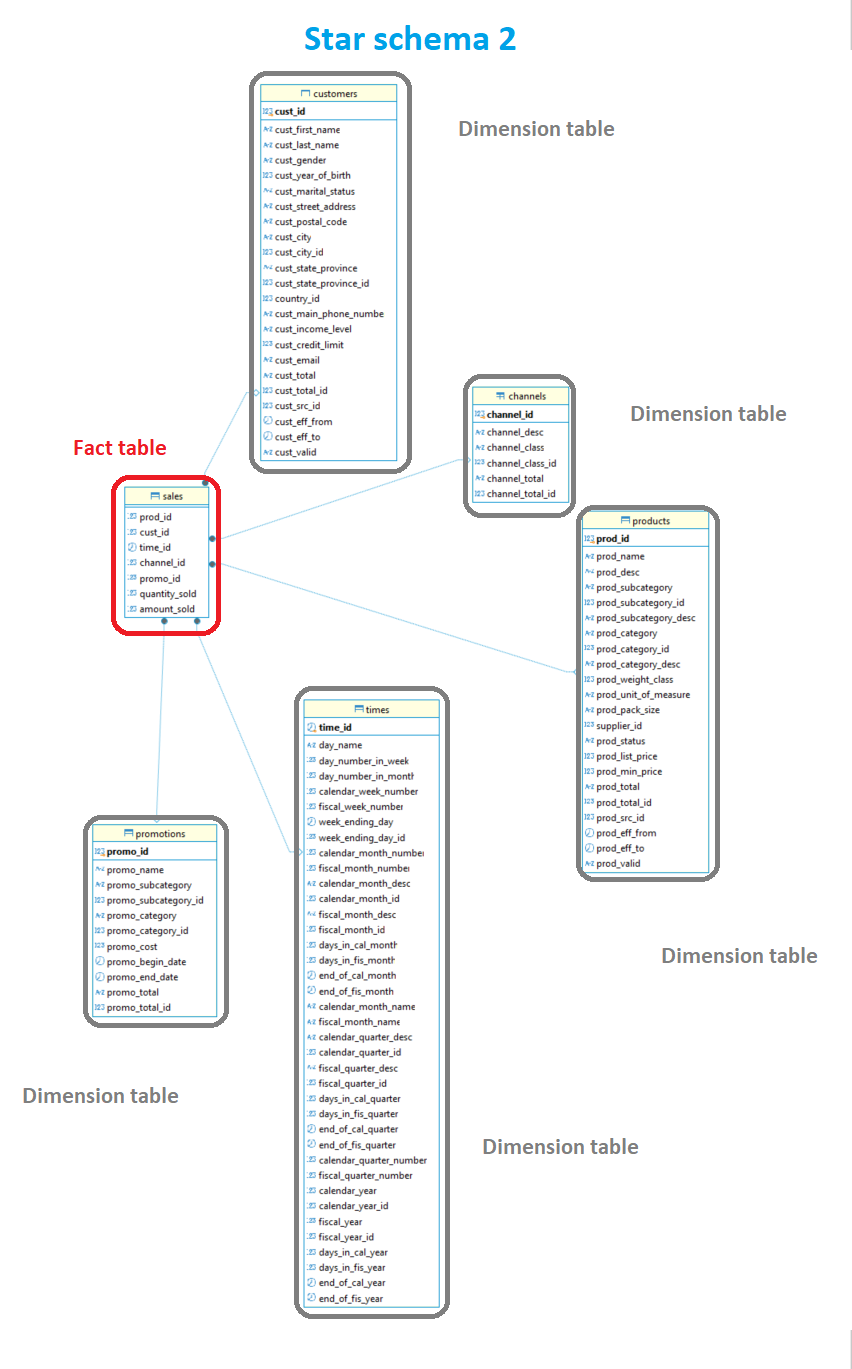 Star schema 2
customers
cust_id
cust_first_name
cust_last_name
cust_gender
cust_year_of_birth
cust_marital_status
cust_street_address
cust_postal_code
cust_city
cust_city_id
cust_state_province
cust_state_province_id
country_id
cust_main_phone_numbe
cust_income_level
cust_credit_limit
cust_email
cust_total
cust_total_id
cust_src_id
cust_eff_from
cust_eff_to
cust_valid
Dimension table
channels
channel_id
channel_desc
channel_class
channel_class_id
channel_total
channel_total_id
Dimension table
Fact table
sales
prod_id
cust_id
time_id
channel_id
promo_id
quantity_sold
amount_sold
products
prod_id
prod_name
prod_desc
prod_subcategory
prod_subcategory_id
prod_subcategory_desc
prod_category
prod_category_id
prod_category_desc
prod_weight_class
prod_unit_of_measure
prod_pack_size
supplier_id
prod_status
prod_list_price
prod_min_price
prod_total
prod_total_id
prod_src_id
prod_eff_from
prod_eff_to
prod_valid
Dimension table
times
time_id
day_name
day_number_in_week
day_number_in_month
calendar_week_number
fiscal_week_number
week_ending_day
week_ending_day_id
calendar_month_number
fiscal_month_number
calendar_month_desc
calendar_month_id
fiscal_month_desc
fiscal_month_id
days_in_cal_month
days_in_fis_month
end_of_cal_month
end_of_fis_month
calendar_month_name
fiscal_month_name
calendar_quarter_desc
calendar_quarter_id
fiscal_quarter_desc
fiscal_quarter_id
days_in_cal_quarter
days_in_fis_quarter
end_of_cal_quarter
end_of_fis_quarter
calendar_quarter_number
fiscal_quarter_number
calendar_year
calendar_year_id
fiscal_year
fiscal_year_id
days_in_cal_year
days_in_fis_year
end_of_cal_year
end_of_fis_year
Dimension table
promotions
promo_id
promo_name
promo_subcategory
promo_subcategory_id
promo_category
promo_category_id
promo_cost
promo_begin_date
promo_end_date
promo_total
promo_total_id
Dimension table